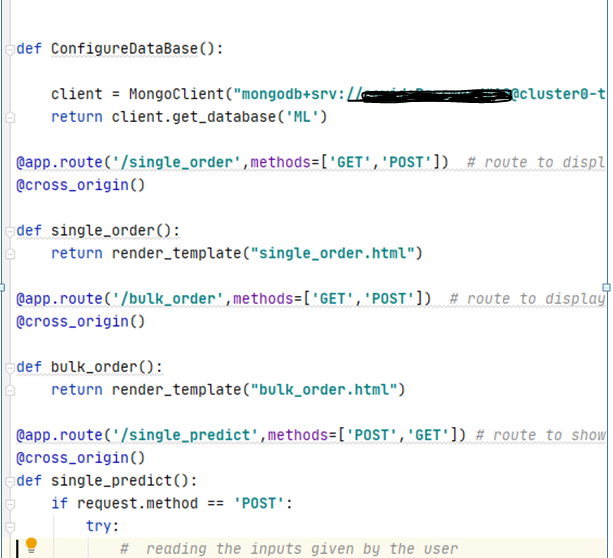 def ConfigureDataBase():
client = MongoClient("mongodb+srv://@cluster0-t
return client.get_database('ML')
@app.route('/single_order',methods=['GET','POST'])  # route to displ
@cross_origin()
def single_order():
return render_template("single_order.html")
@app.route('/bulk_order',methods=['GET','POST'])  # route to display
@cross_origin()
def bulk_order():
return render_template("bulk_order.html")
@app.route('/single_predict',methods=['POST','GET']) # route to show
@cross_origin()
def single_predict():
if request.method == 'POST':
try:
#  reading the inputs given by the user